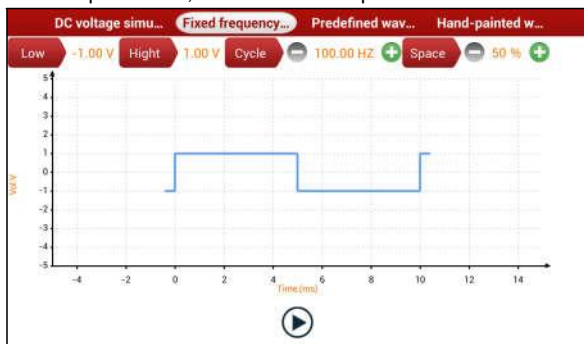 DC voltage simu... Fixed frequency... Predefined wav... Hand-painted w...
Low -1.00 V Hight 1.00 V Cycle 100.00 HZ Space 50 %
5
4
3
2
1
0
-1
-2
-3
-4
-5
Vol:V
-4 -2 0 2 4 6 8 10 12 14
Time:(ms)